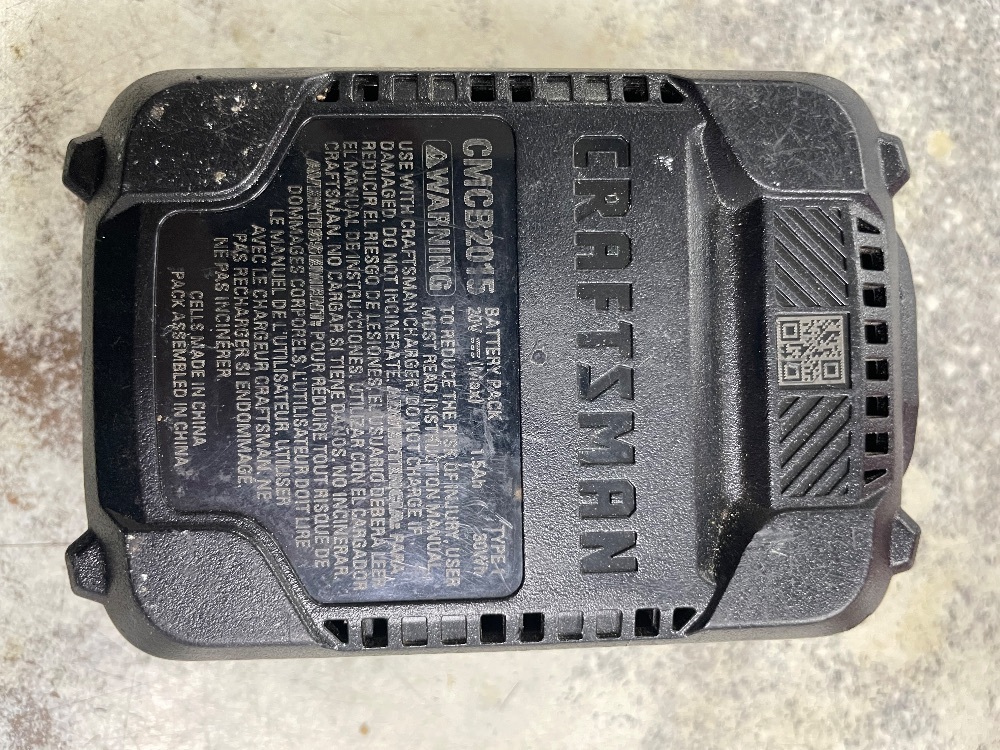 CRAFTSMAN
CMCB2015 BATTERY PACK TYPE 1
20V Max 1.5Ah 30Wh
WARNING TO REDUCE THE RISK OF INJURY, USER
MUST READ INSTRUCTION MANUAL.
USE WITH CRAFTSMAN CHARGER, DO NOT CHARGE IF
DAMAGED. DO NOT INCINERATE. PARA
REDUCIR EL RIESGO DE LESIONES, EL USUARIO DEBERÁ LEER
EL MANUAL DE INSTRUCCIONES, UTILIZAR CON EL CARGADOR
CRAFTSMAN, NO CARGAR SI TIENE DAÑOS, NO INCINERAR.
AVERTISSEMENT: POUR RÉDUIRE TOUT RISQUE DE
DOMMAGES CORPORELS, L'UTILISATEUR DOIT LIRE
LE MANUEL DE L'UTILISATEUR, UTILISER
AVEC LE CHARGEUR CRAFTSMAN, NE
PAS RECHARGER SI ENDOMMAGÉ,
NE PAS INCINÉRER.
CELLS MADE IN CHINA
PACK ASSEMBLED IN CHINA